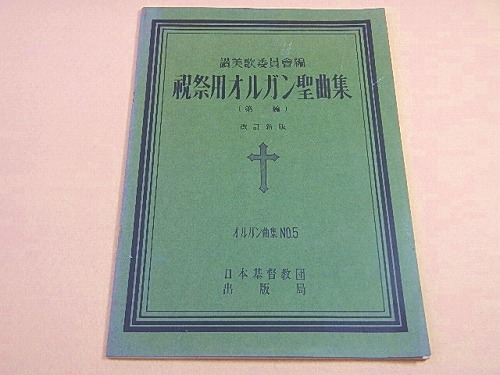 讃美歌委員會編
祝祭用オルガン聖曲集
(第 編)
改訂新版
オルガン曲集 NO.5
日本基督教団
出版局